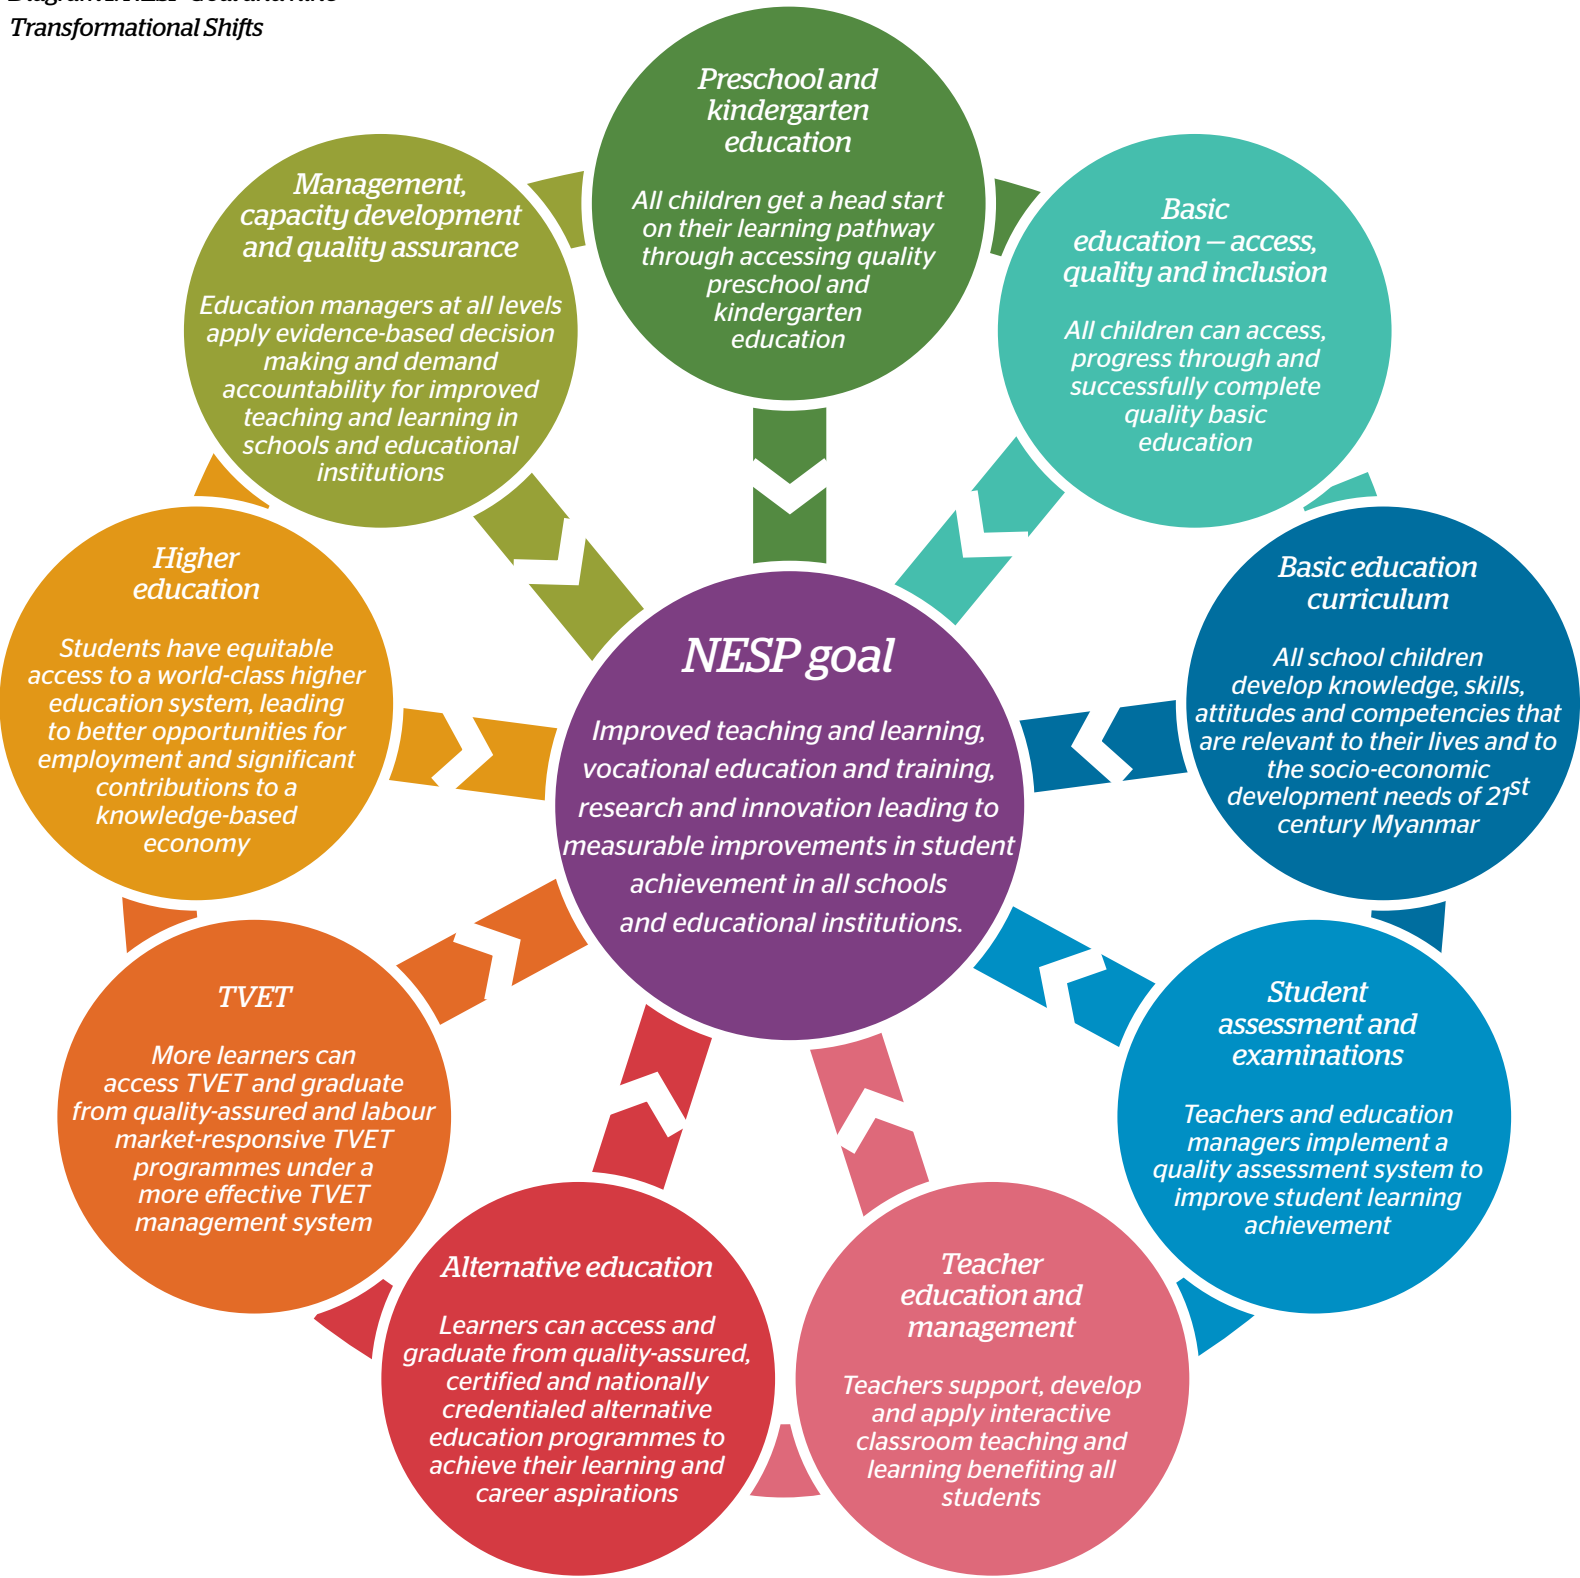 Transformational Shifts
Preschool and
kindergarten
education
All children get a head start
on their learning pathway
through accessing quality
preschool and
kindergarten
education
Basic
education – access,
quality and inclusion
All children can access,
progress through and
successfully complete
quality basic
education
Basic education
curriculum
All school children
develop knowledge, skills,
attitudes and competencies that
are relevant to their lives and to
the socio-economic
development needs of 21st
century Myanmar
Student
assessment and
examinations
Teachers and education
managers implement a
quality assessment system to
improve student learning
achievement
Teacher
education and
management
Teachers support, develop
and apply interactive
classroom teaching and
learning benefiting all
students
Alternative education
Learners can access and
graduate from quality-assured,
certified and nationally
credentialed alternative
education programmes to
achieve their learning and
career aspirations
TVET
More learners can
access TVET and graduate
from quality-assured and labour
market-responsive TVET
programmes under a
more effective TVET
management system
Higher
education
Students have equitable
access to a world-class higher
education system, leading
to better opportunities for
employment and significant
contributions to a
knowledge-based
economy
Management,
capacity development
and quality assurance
Education managers at all levels
apply evidence-based decision
making and demand
accountability for improved
teaching and learning in
schools and educational
institutions
NESP goal
Improved teaching and learning,
vocational education and training,
research and innovation leading to
measurable improvements in student
achievement in all schools
and educational institutions.